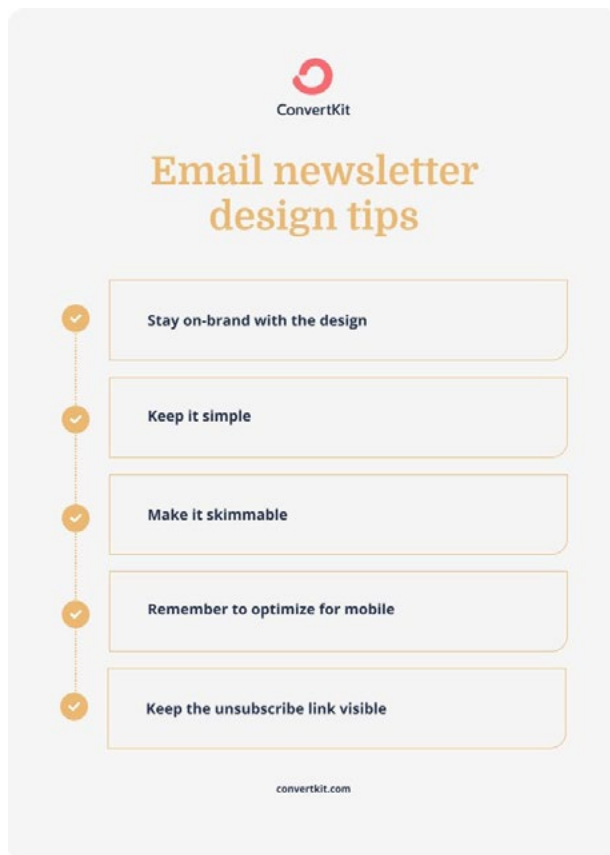 ConvertKit
Email newsletter
design tips
Stay on-brand with the design
Keep it simple
Make it skimmable
Remember to optimize for mobile
Keep the unsubscribe link visible
convertkit.com